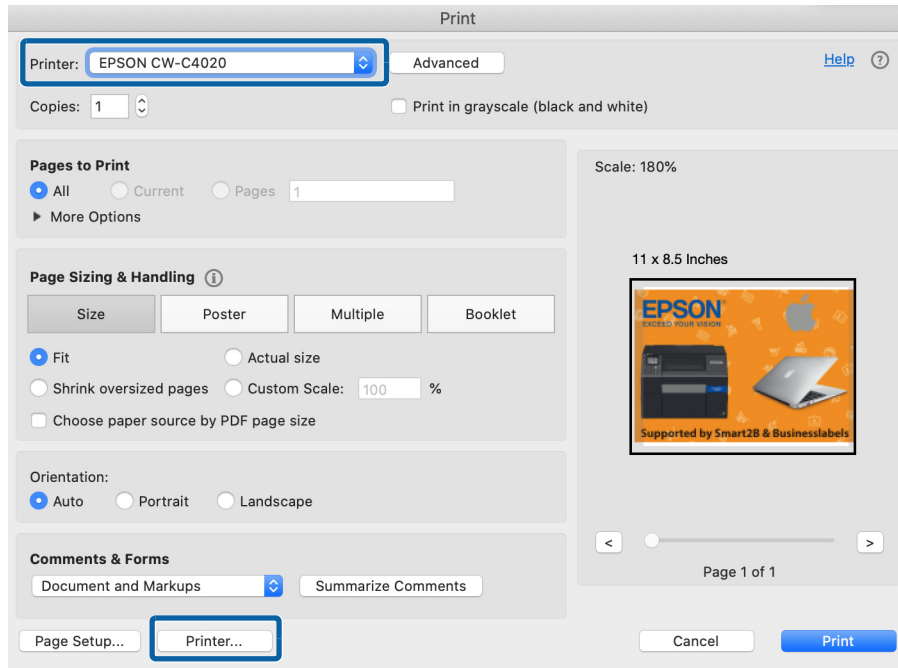 Print
Printer: EPSON CW-C4020 Advanced Help ?
Copies: 1 Print in grayscale (black and white)
Pages to Print
All Current Pages 1
More Options
Page Sizing & Handling i
Size Poster Multiple Booklet
Fit Actual size
Shrink oversized pages Custom Scale: 100 %
Choose paper source by PDF page size
Orientation:
Auto Portrait Landscape
Comments & Forms
Document and Markups Summarize Comments
Page Setup... Printer...
Scale: 180%
11 x 8.5 Inches
EPSON
EXCEED YOUR VISION
Supported by Smart2B & Businesslabels
< >
Page 1 of 1
Cancel Print